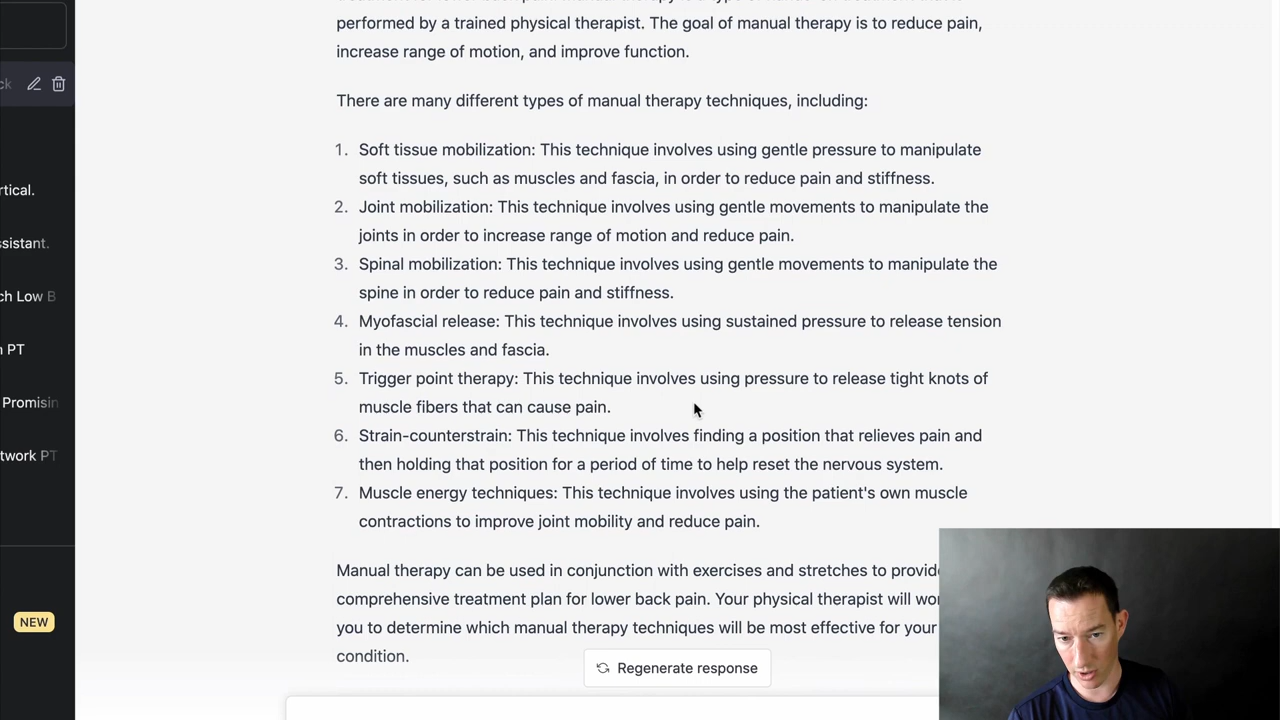 performed by a trained physical therapist. The goal of manual therapy is to reduce pain,
increase range of motion, and improve function.
There are many different types of manual therapy techniques, including:
1. Soft tissue mobilization: This technique involves using gentle pressure to manipulate
soft tissues, such as muscles and fascia, in order to reduce pain and stiffness.
2. Joint mobilization: This technique involves using gentle movements to manipulate the
joints in order to increase range of motion and reduce pain.
3. Spinal mobilization: This technique involves using gentle movements to manipulate the
spine in order to reduce pain and stiffness.
4. Myofascial release: This technique involves using sustained pressure to release tension
in the muscles and fascia.
5. Trigger point therapy: This technique involves using pressure to release tight knots of
muscle fibers that can cause pain.
6. Strain-counterstrain: This technique involves finding a position that relieves pain and
then holding that position for a period of time to help reset the nervous system.
7. Muscle energy techniques: This technique involves using the patient's own muscle
contractions to improve joint mobility and reduce pain.
Manual therapy can be used in conjunction with exercises and stretches to provide
comprehensive treatment plan for lower back pain. Your physical therapist will wor
you to determine which manual therapy techniques will be most effective for your
condition.
Regenerate response
ck
rtical.
sistant.
ch Low B
PT
Promisin
twork PT
NEW